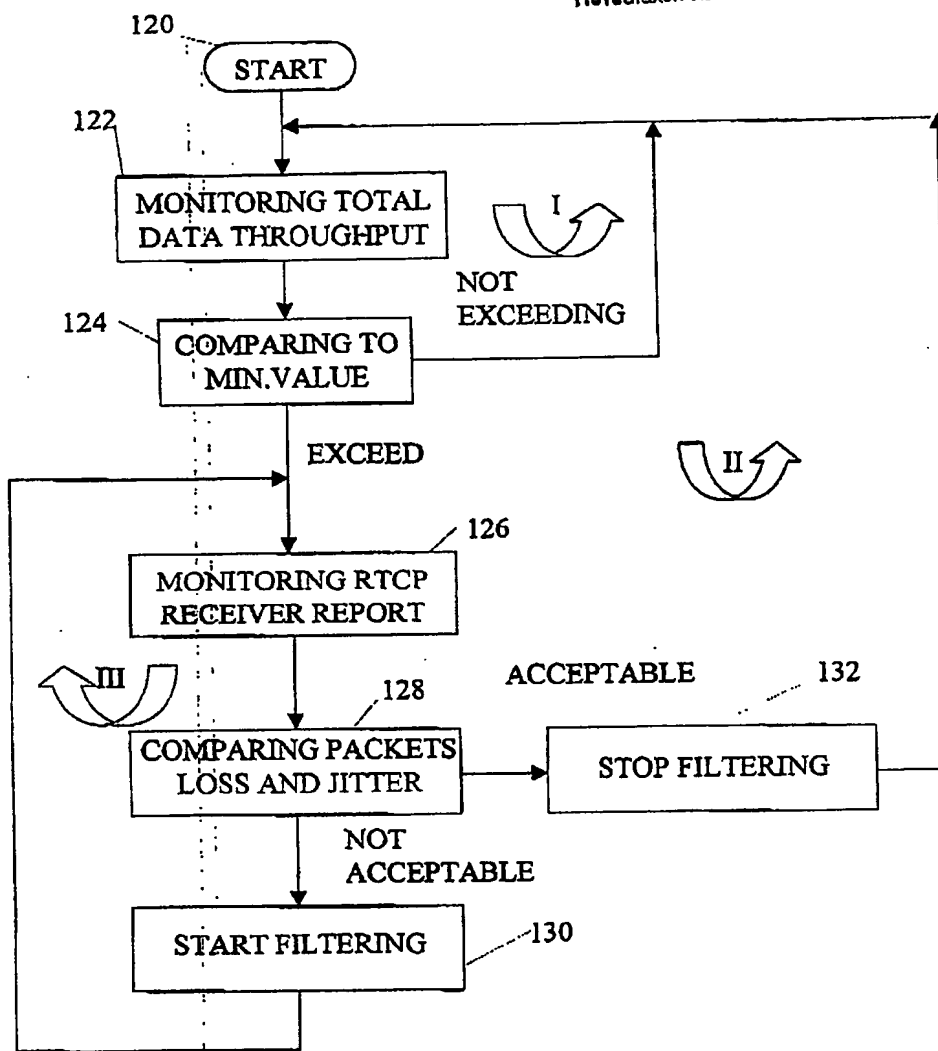 120
START
122
MONITORING TOTAL
DATA THROUGHPUT
I
NOT
EXCEEDING
124
COMPARING TO
MIN.VALUE
EXCEED
II
126
MONITORING RTCP
RECEIVER REPORT
III
ACCEPTABLE
132
128
COMPARING PACKETS
LOSS AND JITTER
STOP FILTERING
NOT
ACCEPTABLE
START FILTERING
130